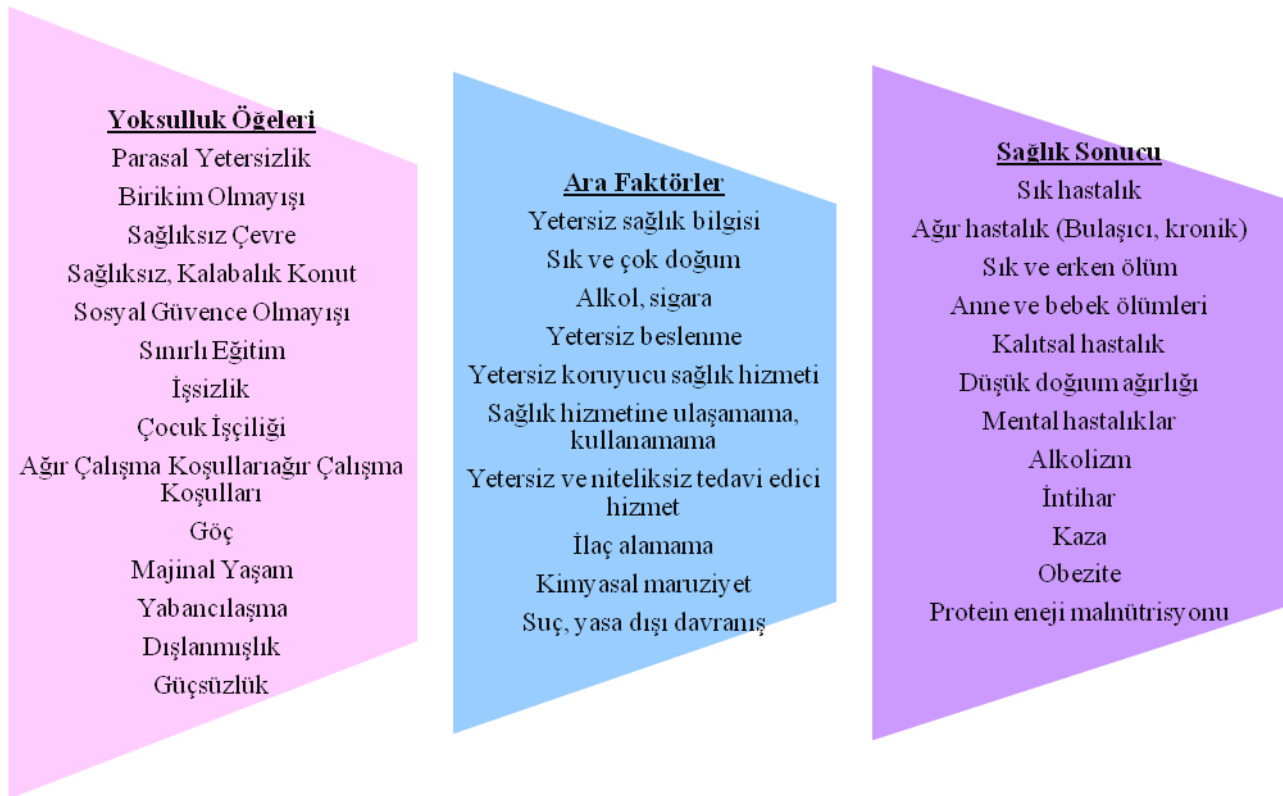 Yoksulluk Öğeleri
Parasal Yetersizlik
Birikim Olmayışı
Sağlıksız Çevre
Sağlıksız, Kalabalık Konut
Sosyal Güvence Olmayışı
Sınırlı Eğitim
İşsizlik
Çocuk İşçiliği
Ağır Çalışma Koşullarıağır Çalışma
Koşulları
Göç
Majinal Yaşam
Yabancılaşma
Dışlanmışlık
Güçsüzlük
Ara Faktörler
Yetersiz sağlık bilgisi
Sık ve çok doğum
Alkol, sigara
Yetersiz beslenme
Yetersiz koruyucu sağlık hizmeti
Sağlık hizmetine ulaşamama,
kullanamama
Yetersiz ve niteliksiz tedavi edici
hizmet
İlaç alamama
Kimyasal maruziyet
Suç, yasa dışı davranış
Sağlık Sonucu
Sık hastalık
Ağır hastalık (Bulaşıcı, kronik)
Sık ve erken ölüm
Anne ve bebek ölümleri
Kalıtsal hastalık
Düşük doğıum ağırlığı
Mental hastalıklar
Alkolizm
İntihar
Kaza
Obezite
Protein eneji malnütrisyonu